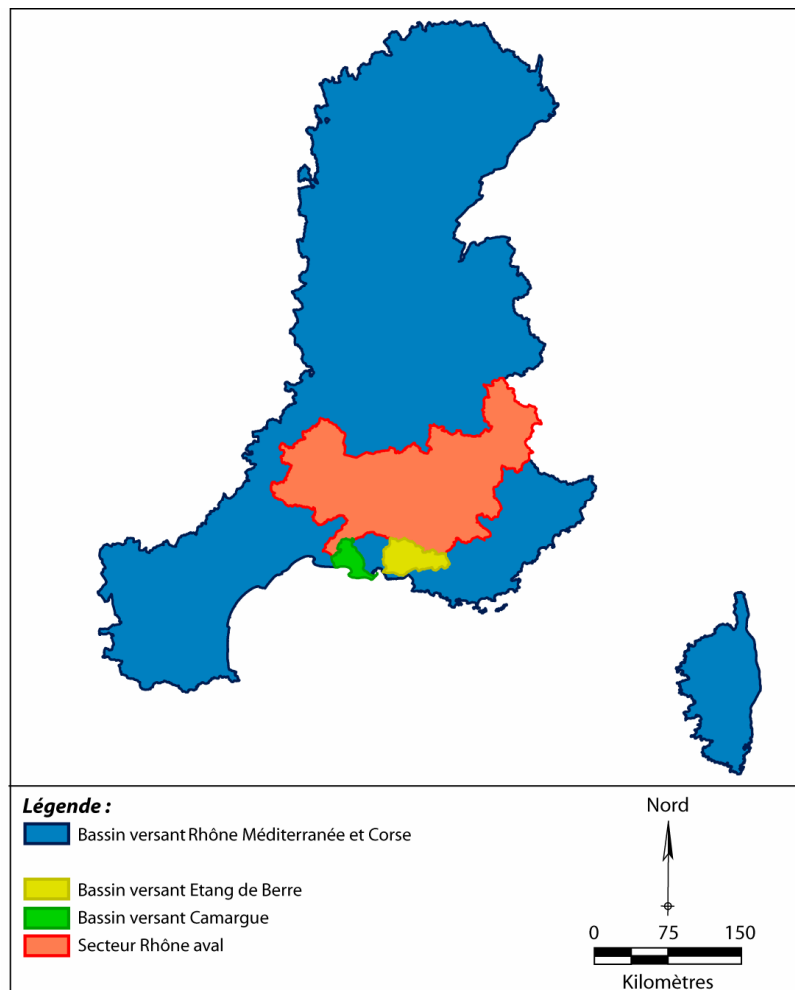 Légende :
Bassin versant Rhône Méditerranée et Corse
Bassin versant Etang de Berre
Bassin versant Camargue
Secteur Rhône aval
Nord
0 75 150
Kilomètres